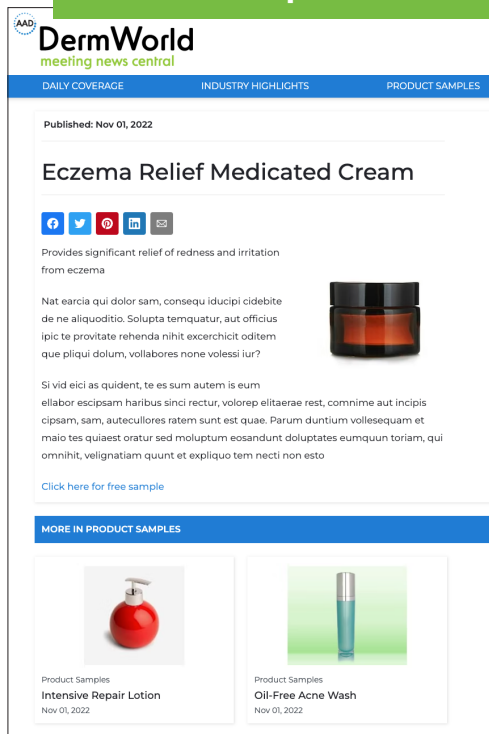 AAD
DermWorld
meeting news central
DAILY COVERAGE INDUSTRY HIGHLIGHTS PRODUCT SAMPLES
Published: Nov 01, 2022
Eczema Relief Medicated Cream
Provides significant relief of redness and irritation
from eczema
Nat earcia qui dolor sam, consequ iducipi cidebite
de ne aliquoditio. Solupta temquatur, aut officius
ipic te provitate rehenda nihit excerchicit oditem
que pliqui dolum, vollabores none volessi iur?
Si vid eici as quident, te es sum autem is eum
ellabor escipsam haribus sinci rectur, volorep elitaerae rest, comnime aut incipis
cipsam, sam, autecullores ratem sunt est quae. Parum duntium vollesequam et
maio tes quiaest oratur sed moluptum eosandunt doluptates eumquun toriam, qui
omnihit, velignatiam quunt et expliquo tem necti non esto
Click here for free sample
MORE IN PRODUCT SAMPLES
Product Samples
Intensive Repair Lotion
Nov 01, 2022
Product Samples
Oil-Free Acne Wash
Nov 01, 2022